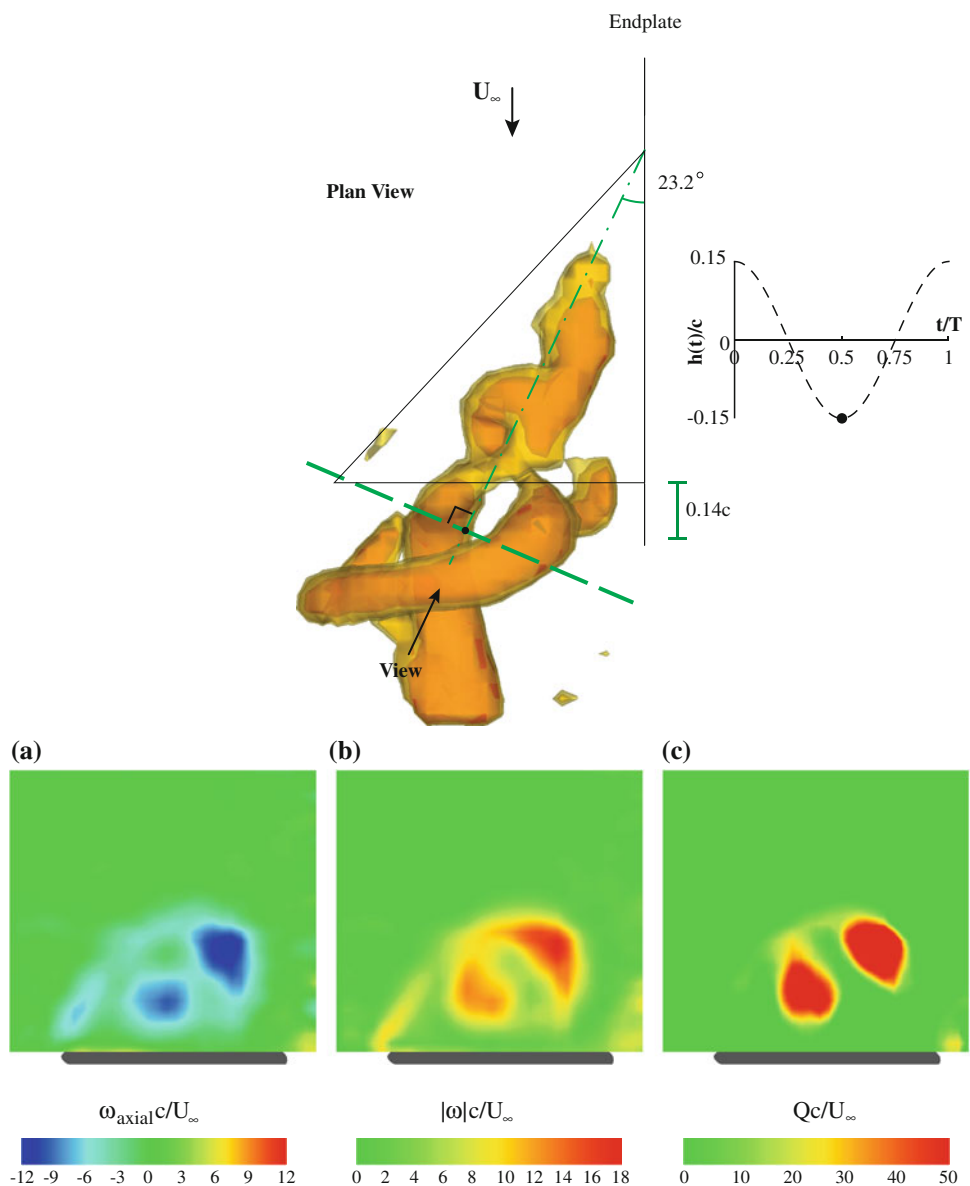 Endplate
U∞
23.2°
Plan View
0.15
h(t)/c
t/T
0
0 0.25 0.5 0.75 1
-0.15
0.14c
View
(a) (b) (c)
ω_axial c/U∞ |ω|c/U∞ Qc/U∞
-12 -9 -6 -3 0 3 6 9 12 0 2 4 6 8 10 12 14 16 18 0 10 20 30 40 50